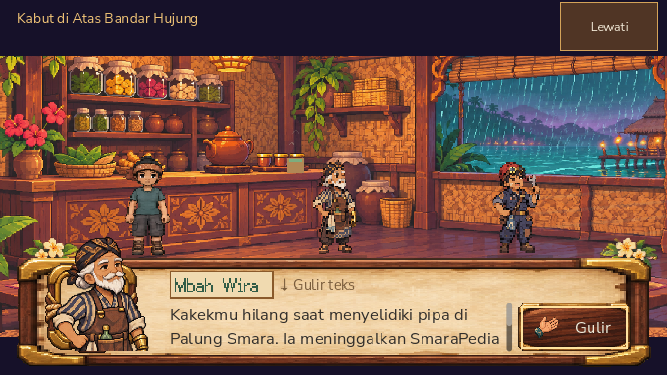 Kabut di Atas Bandar Hujung
Lewati
Mbah Wira ↓ Gulir teks
Kakekmu hilang saat menyelidiki pipa di
Palung Smara. Ia meninggalkan SmaraPedia
Gulir